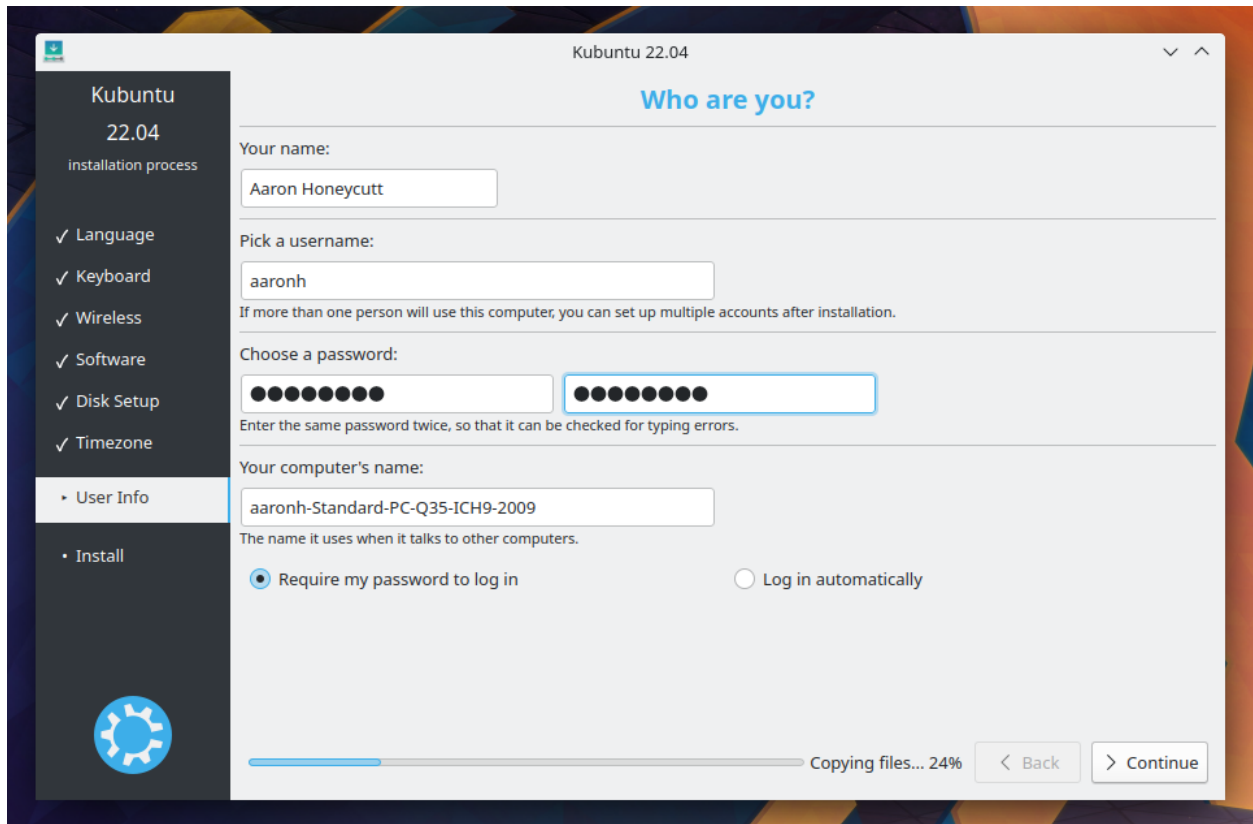 Kubuntu 22.04
Kubuntu
22.04
installation process
✓ Language
✓ Keyboard
✓ Wireless
✓ Software
✓ Disk Setup
✓ Timezone
‣ User Info
• Install
Who are you?
Your name:
Aaron Honeycutt
Pick a username:
aaronh
If more than one person will use this computer, you can set up multiple accounts after installation.
Choose a password:
●●●●●●●● ●●●●●●●●
Enter the same password twice, so that it can be checked for typing errors.
Your computer's name:
aaronh-Standard-PC-Q35-ICH9-2009
The name it uses when it talks to other computers.
Require my password to log in
Log in automatically
Copying files... 24%
< Back
> Continue